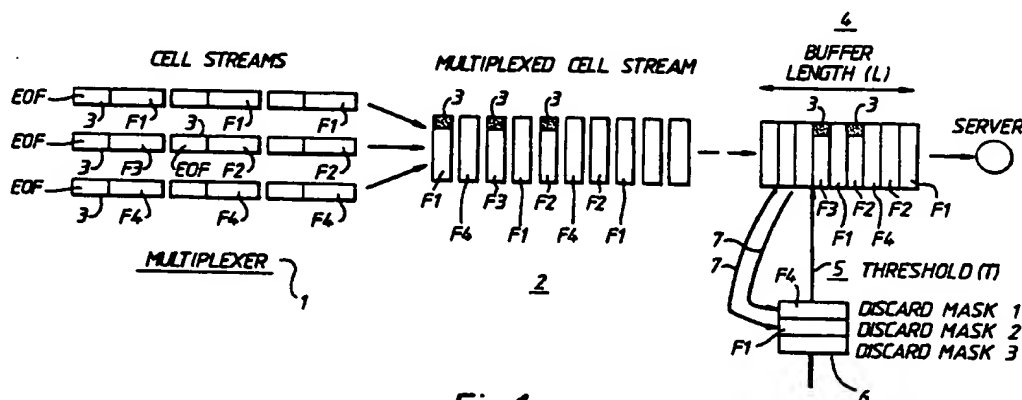 4
CELL STREAMS
MULTIPLEXED CELL STREAM
BUFFER LENGTH (L)
SERVER
EOF
3 F1 F1 F1
EOF
3 F3 3 EOF F2 F2
EOF
3 F4 F4 F4
MULTIPLEXER 1
3 3 3
F1 F4 F3 F1 F2 F4 F2 F1
2
3 3
F3 F1 F2 F4 F2 F1
7 7
5 THRESHOLD (T)
F4 DISCARD MASK 1
F1 DISCARD MASK 2
DISCARD MASK 3
6
Fig. 1